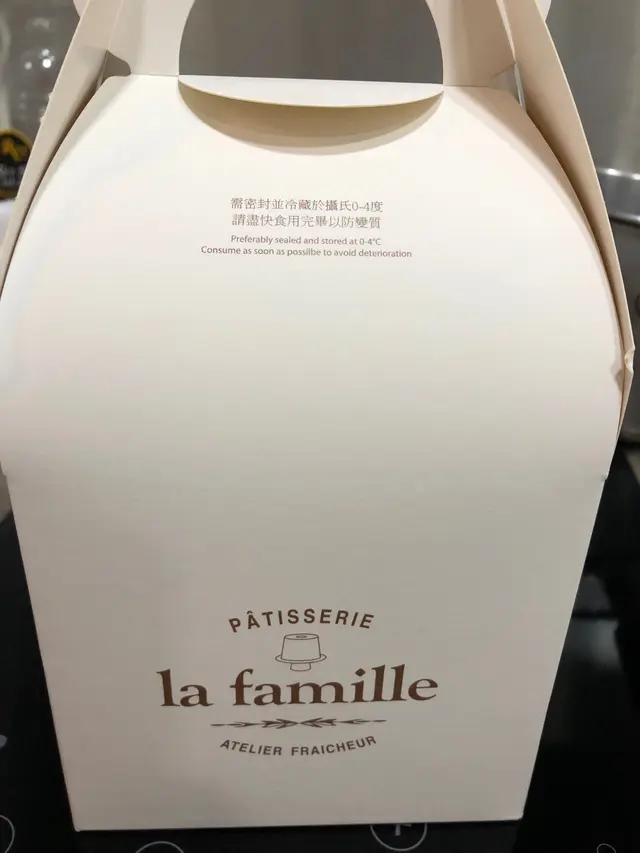 需密封並冷藏於攝氏0-4度
請盡快食用完畢以防變質
Preferably sealed and stored at 0-4°C
Consume as soon as possilbe to avoid deterioration
PÂTISSERIE
la famille
ATELIER FRAICHEUR